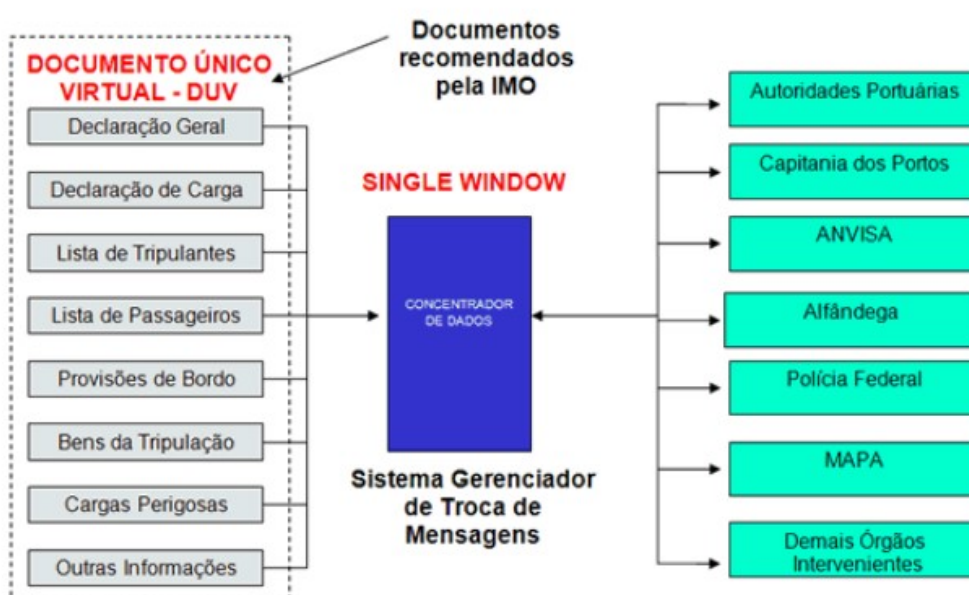 Documentos
recomendados
pela IMO
DOCUMENTO ÚNICO
VIRTUAL - DUV
Declaração Geral
Declaração de Carga
Lista de Tripulantes
Lista de Passageiros
Provisões de Bordo
Bens da Tripulação
Cargas Perigosas
Outras Informações
SINGLE WINDOW
CONCENTRADOR
DE DADOS
Sistema Gerenciador
de Troca de
Mensagens
Autoridades Portuárias
Capitania dos Portos
ANVISA
Alfândega
Polícia Federal
MAPA
Demais Órgãos
Intervenientes